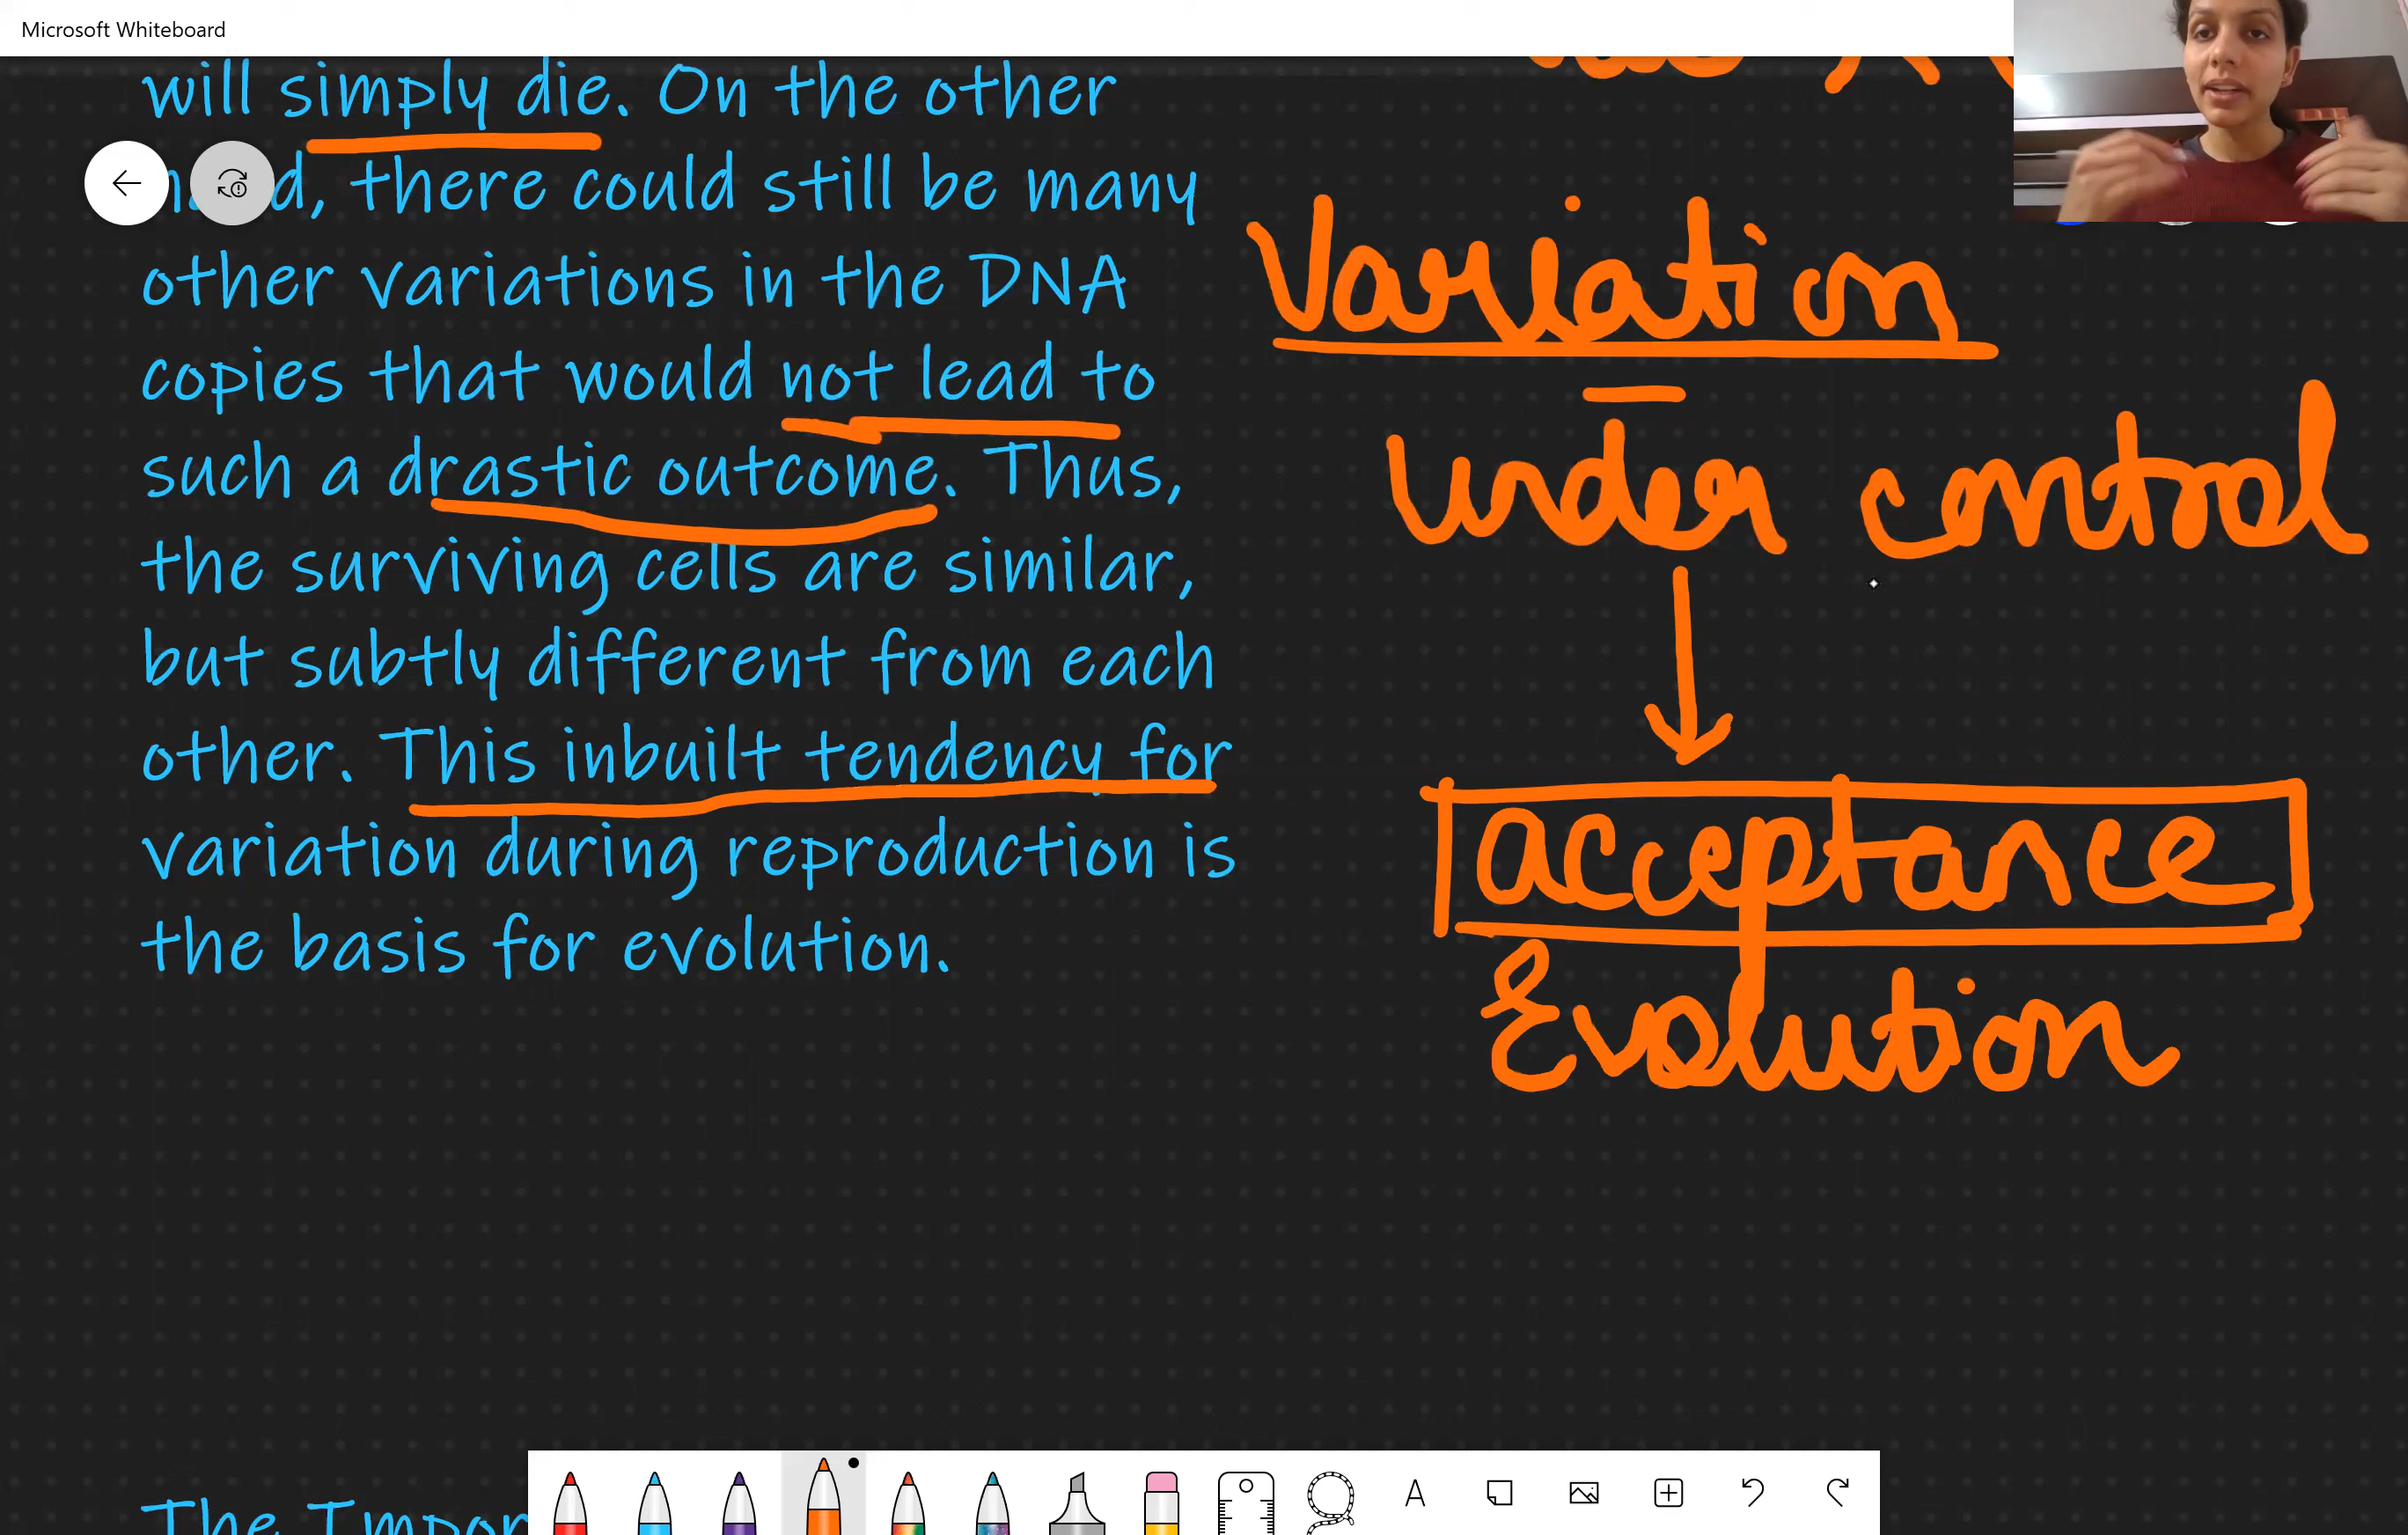 Microsoft Whiteboard
will simply die. On the other
d, there could still be many
other variations in the DNA
copies that would not lead to
such a drastic outcome. Thus,
the surviving cells are similar,
but subtly different from each
other. This inbuilt tendency for
variation during reproduction is
the basis for evolution.
The Impor
Variation
under control
acceptance
Evolution